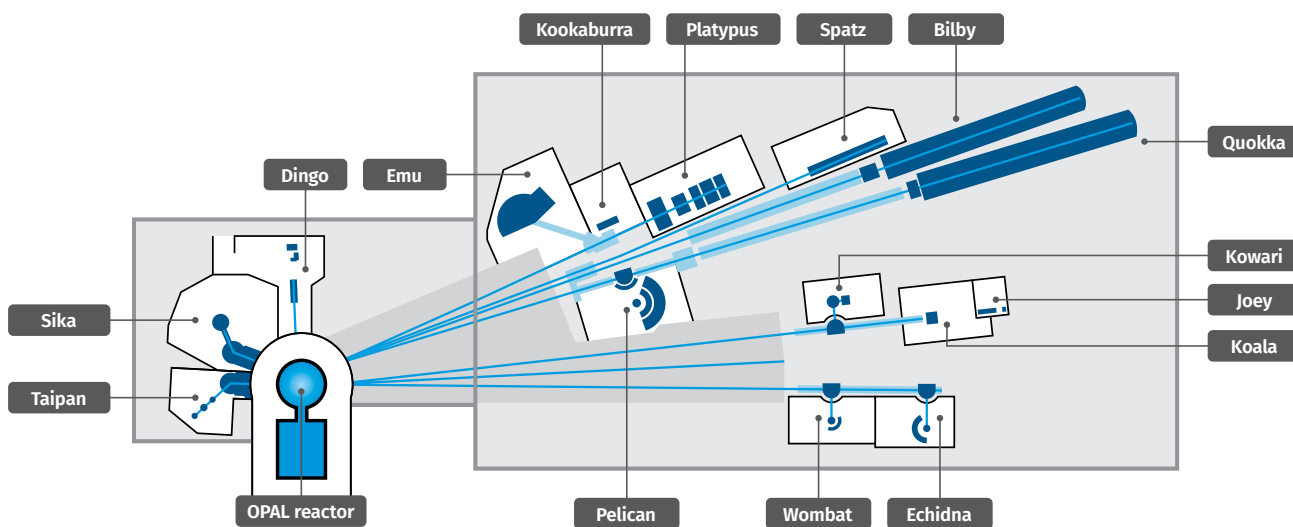 Kookaburra
Platypus
Spatz
Bilby
Quokka
Dingo
Emu
Kowari
Sika
Joey
Koala
Taipan
OPAL reactor
Pelican
Wombat
Echidna